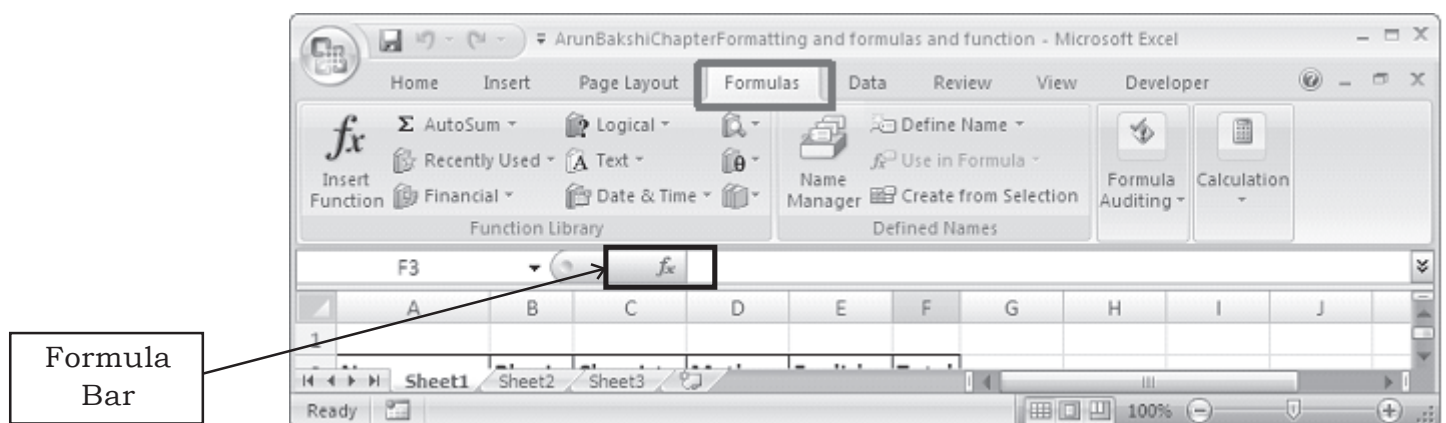 ArunBakshiChapterFormatting and formulas and function - Microsoft Excel
Home Insert Page Layout Formulas Data Review View Developer
fx Σ AutoSum Logical Define Name
Recently Used A Text θ fx Use in Formula
Insert Function Financial Date & Time Name Manager Create from Selection Formula Auditing Calculation
Function Library Defined Names
F3 fx
A B C D E F G H I J
1
Formula
Bar
Sheet1 Sheet2 Sheet3
Ready 100%